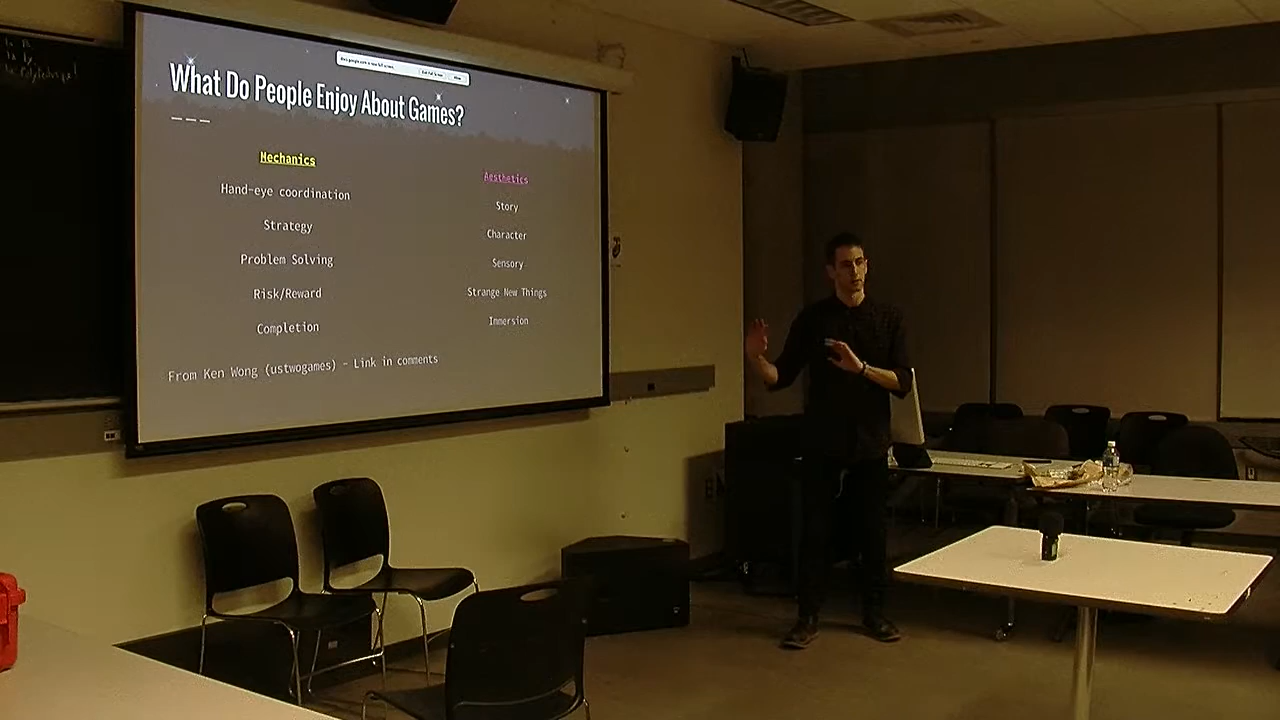 What Do People Enjoy About Games?
Mechanics
Hand-eye coordination
Strategy
Problem Solving
Risk/Reward
Completion
Aesthetics
Story
Character
Sensory
Strange New Things
Immersion
From Ken Wong (ustwogames) - Link in comments